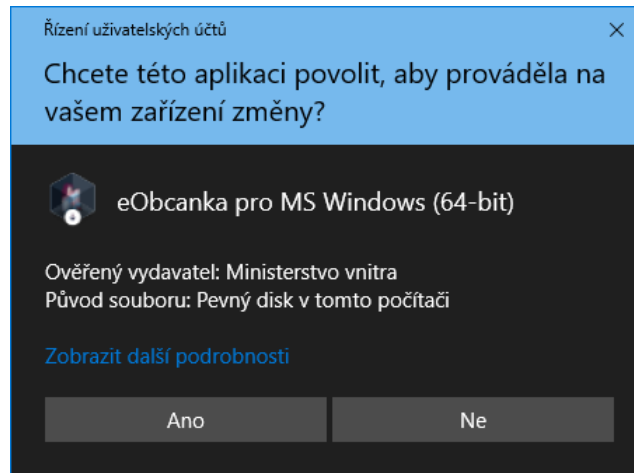 Řízení uživatelských účtů
Chcete této aplikaci povolit, aby prováděla na
vašem zařízení změny?
eObcanka pro MS Windows (64-bit)
Ověřený vydavatel: Ministerstvo vnitra
Původ souboru: Pevný disk v tomto počítači
Zobrazit další podrobnosti
Ano
Ne